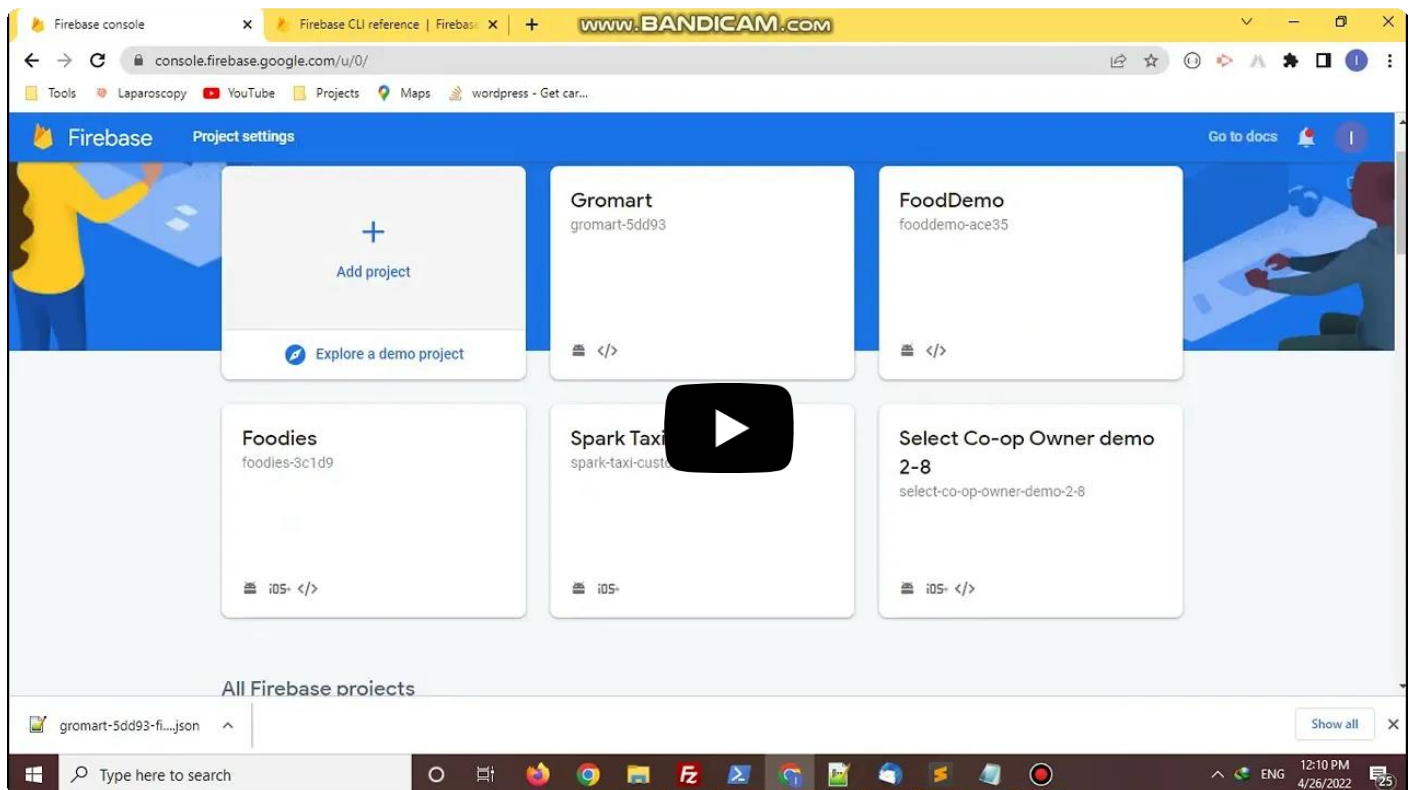 Firebase console
Firebase CLI reference | Firebase
www.BANDICAM.com
console.firebase.google.com/u/0/
Tools
Laparoscopy
YouTube
Projects
Maps
wordpress - Get car...
Firebase
Project settings
Go to docs
I
Add project
Explore a demo project
Gromart
gromart-5dd93
FoodDemo
fooddemo-ace35
Foodies
foodies-3c1d9
iOS+
Spark Taxi
iOS+
Select Co-op Owner demo
2-8
select-co-op-owner-demo-2-8
iOS+
All Firebase projects
gromart-5dd93-fi....json
Show all
Type here to search
ENG
12:10 PM
4/26/2022
25